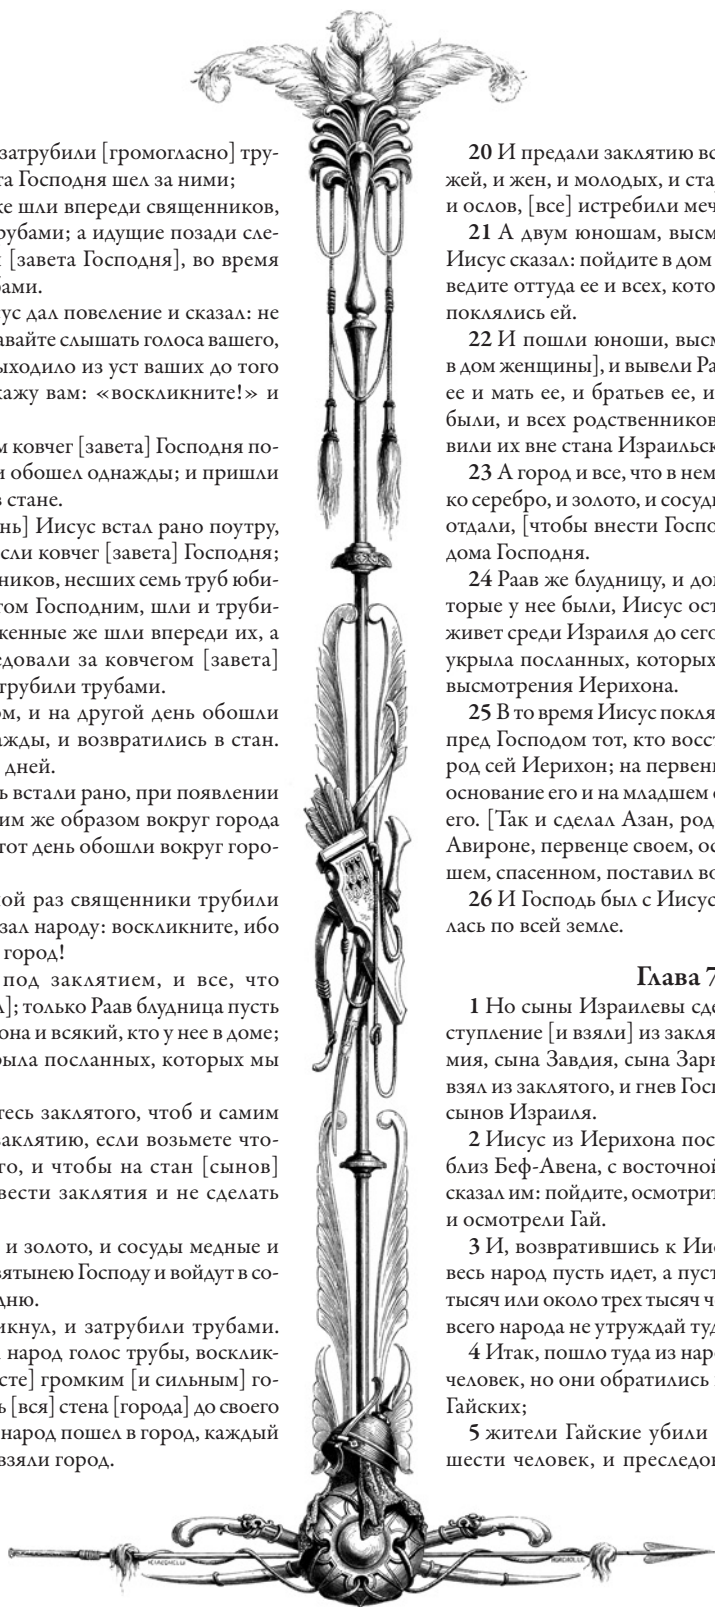 затрубили [громогласно] тру-
та Господня шел за ними;
же шли впереди священников,
рубами; а идущие позади сле-
[завета Господня], во время
бами.
ус дал повеление и сказал: не
авайте слышать голоса вашего,
ыходило из уст ваших до того
кажу вам: «воскликните!» и
м ковчег [завета] Господня по-
и обошел однажды; и пришли
в стане.
нь] Иисус встал рано поутру,
сли ковчег [завета] Господня;
ников, несших семь труб юби-
том Господним, шли и труби-
женные же шли впереди их, а
едовали за ковчегом [завета]
трубили трубами.
ом, и на другой день обошли
ажды, и возвратились в стан.
дней.
ь встали рано, при появлении
им же образом вокруг города
тот день обошли вокруг горо-
ой раз священники трубили
зал народу: воскликните, ибо
город!
под заклятием, и все, что
л]; только Раав блудница пусть
она и всякий, кто у нее в доме;
рыла посланных, которых мы
тесь заклятого, чтоб и самим
заклятию, если возьмете что-
го, и чтобы на стан [сынов]
вести заклятия и не сделать
и золото, и сосуды медные и
вятынею Господу и войдут в со-
дню.
икнул, и затрубили трубами.
народ голос трубы, восклик-
сте] громким [и сильным] го-
ь [вся] стена [города] до своего
народ пошел в город, каждый
взяли город.
20 И предали заклятию вс
жей, и жен, и молодых, и ста
и ослов, [все] истребили меч
21 А двум юношам, высм
Иисус сказал: пойдите в дом
ведите оттуда ее и всех, кото
поклялись ей.
22 И пошли юноши, высм
в дом женщины], и вывели Ра
ее и мать ее, и братьев ее, и
были, и всех родственников
вили их вне стана Израильск
23 А город и все, что в нем
ко серебро, и золото, и сосуд
отдали, [чтобы внести Госпо
дома Господня.
24 Раав же блудницу, и до
торые у нее были, Иисус ост
живет среди Израиля до сего
укрыла посланных, которых
высмотрения Иерихона.
25 В то время Иисус покля
пред Господом тот, кто восст
род сей Иерихон; на первен
основание его и на младшем
его. [Так и сделал Азан, род
Авироне, первенце своем, ос
шем, спасенном, поставил во
26 И Господь был с Иисус
лась по всей земле.
Глава 7
1 Но сыны Израилевы сде
ступление [и взяли] из закля
мия, сына Завдия, сына Зары
взял из заклятого, и гнев Госп
сынов Израиля.
2 Иисус из Иерихона пос
близ Беф-Авена, с восточной
сказал им: пойдите, осмотрит
и осмотрели Гай.
3 И, возвратившись к Иис
весь народ пусть идет, а пуст
тысяч или около трех тысяч ч
всего народа не утруждай туд
4 Итак, пошло туда из нар
человек, но они обратились
Гайских;
5 жители Гайские убили
шести человек, и преследов